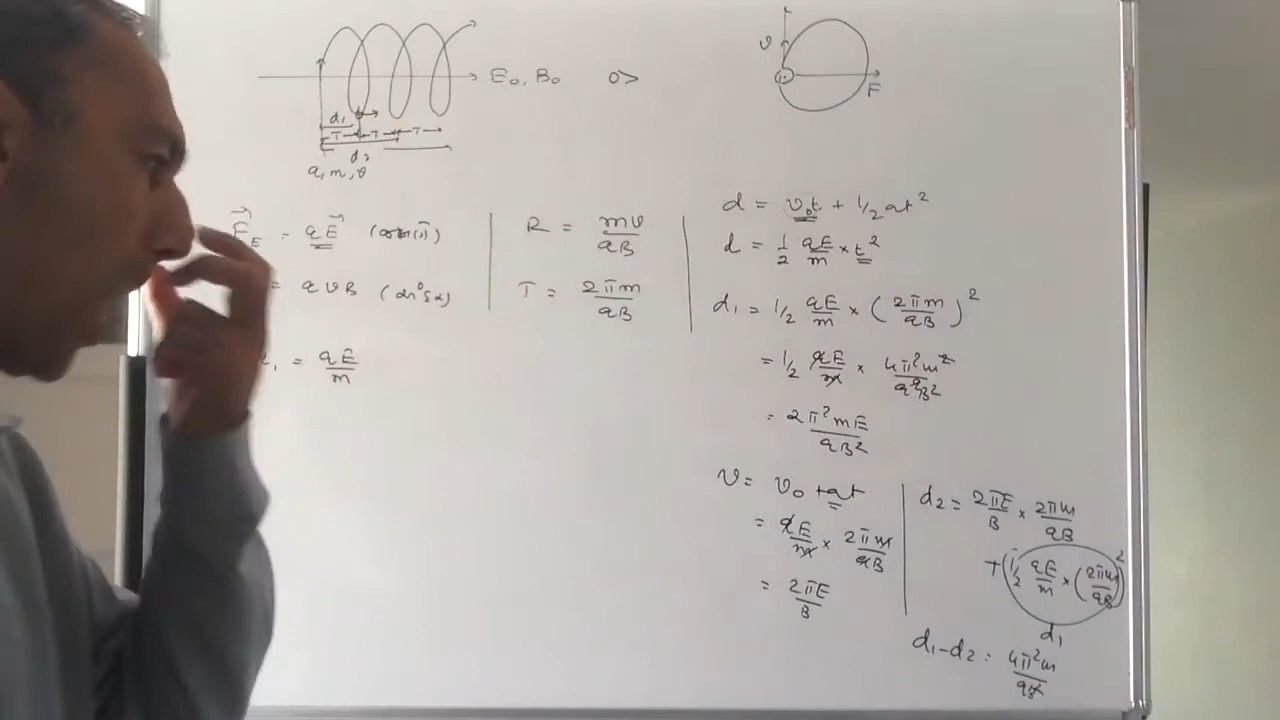 E₀, B₀ 0>
d₁
T T T
d₂
q, m, v
v
F
F⃗_E = qE⃗
= qvB
= qE/m
R = mv/qB
T = 2πm/qB
d = v₀t + 1/2 at²
d = 1/2 qE/m × t²
d₁ = 1/2 qE/m × (2πm/qB)²
= 1/2 qE/m × 4π²m²/q²B²
= 2π²mE/qB²
v = v₀ + at
= qE/m × 2πm/qB
= 2πE/B
d₂ = 2πE/B × 2πm/qB
+ (1/2 qE/m × (2πm/qB)²
d₁
d₁-d₂ = 4π²m